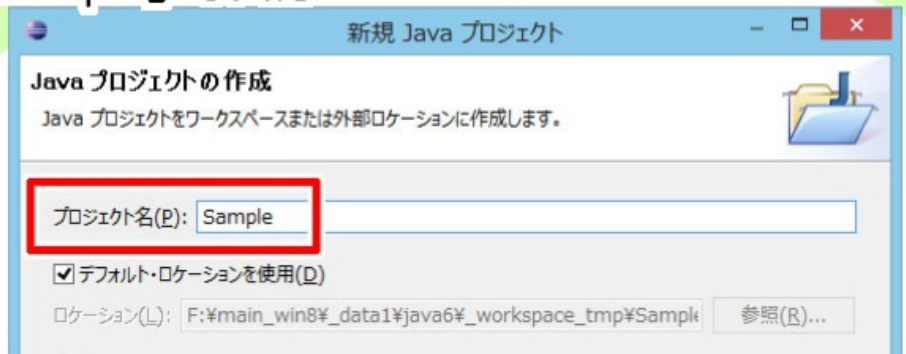 新規 Java プロジェクト
Java プロジェクトの作成
Java プロジェクトをワークスペースまたは外部ロケーションに作成します。
プロジェクト名(P): Sample
デフォルト・ロケーションを使用(D)
ロケーション(L): F:¥main_win8¥_data1¥java6¥_workspace_tmp¥Sample 参照(R)...